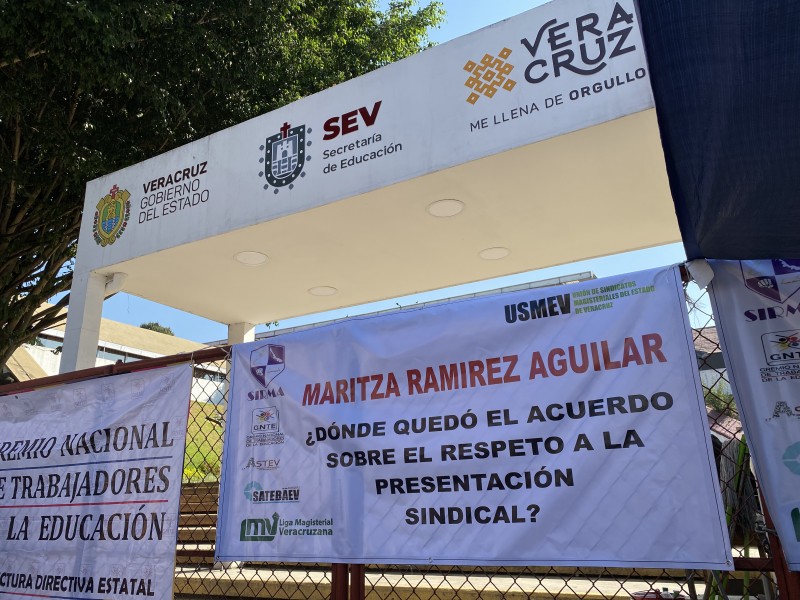 VERACRUZ
GOBIERNO
DEL ESTADO
SEV
Secretaría
de Educación
VERA
CRUZ
ME LLENA DE ORGULLO
USMEV
UNIÓN DE SINDICATOS
MAGISTERIALES DEL ESTADO
DE VERACRUZ
SIRMA
GNTE
ASTEV
SATEBAEV
LMV
Liga Magisterial
Veracruzana
MARITZA RAMIREZ AGUILAR
¿DÓNDE QUEDÓ EL ACUERDO
SOBRE EL RESPETO A LA
PRESENTACIÓN
SINDICAL?
REMIO NACIONAL
E TRABAJADORES
LA EDUCACIÓN
CTURA DIRECTIVA ESTATAL
SIRMA
GNTE